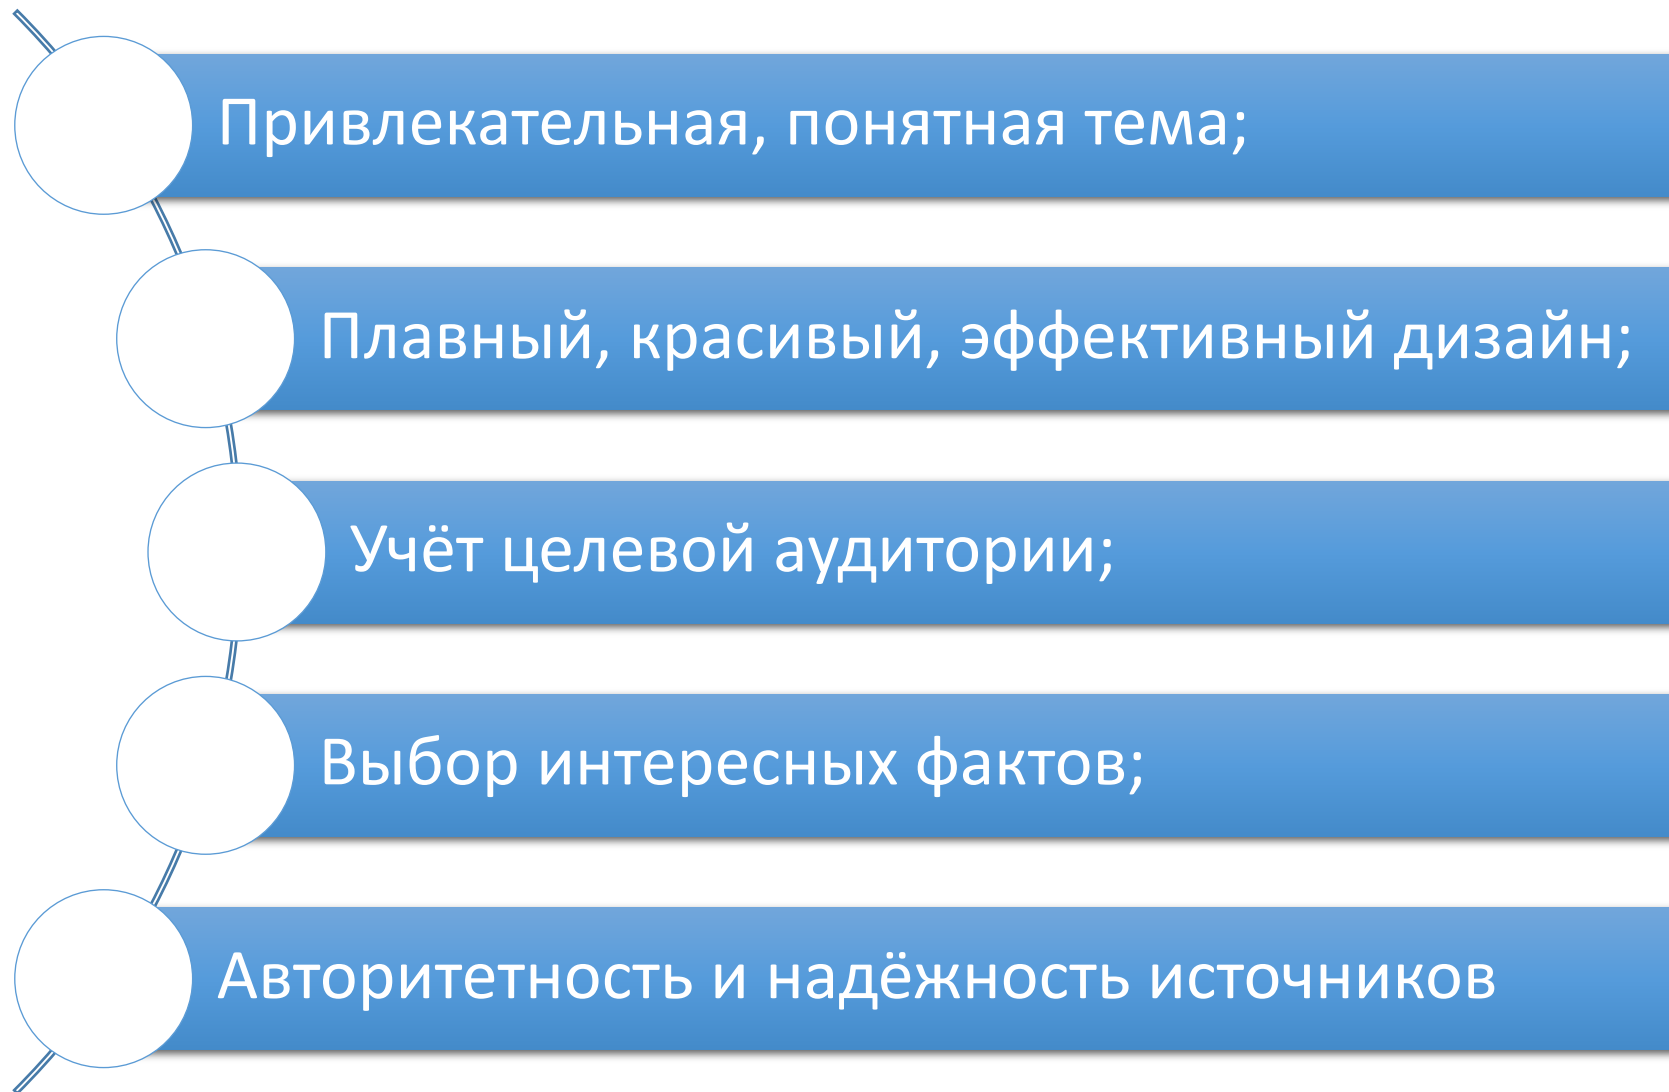 Привлекательная, понятная тема;
Плавный, красивый, эффективный дизайн;
Учёт целевой аудитории;
Выбор интересных фактов;
Авторитетность и надёжность источников